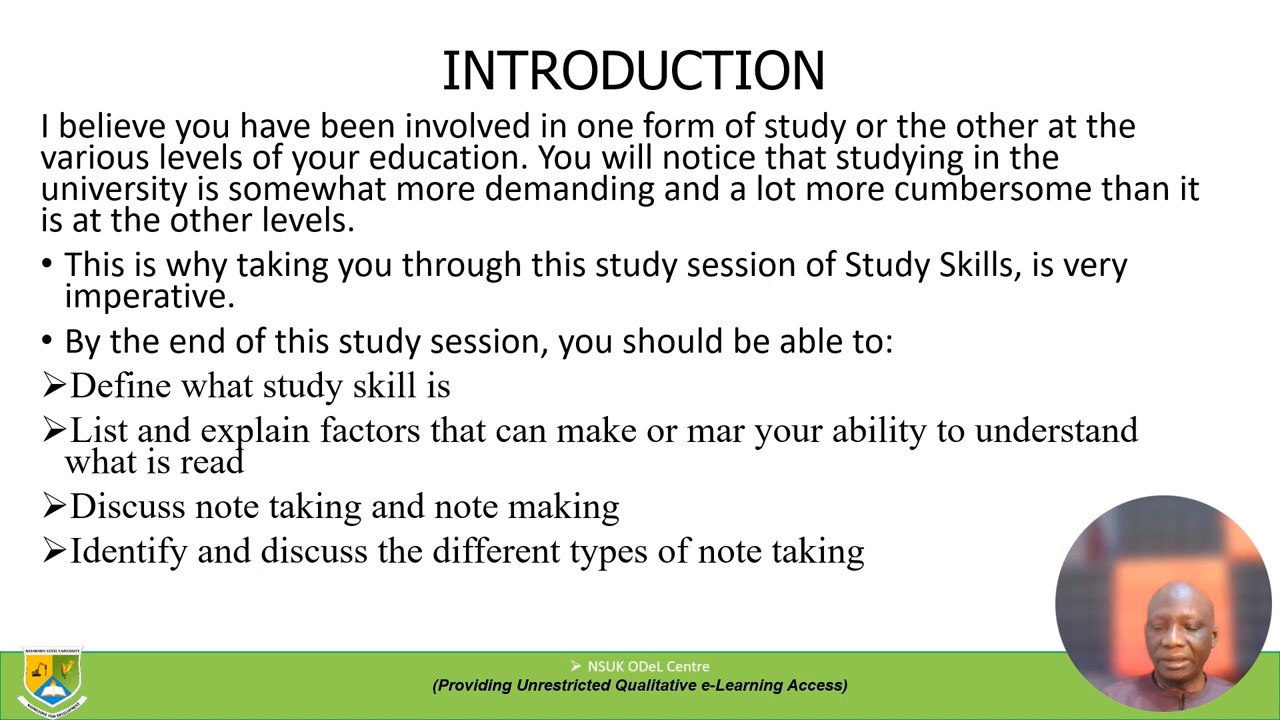 INTRODUCTION
I believe you have been involved in one form of study or the other at the
various levels of your education. You will notice that studying in the
university is somewhat more demanding and a lot more cumbersome than it
is at the other levels.
• This is why taking you through this study session of Study Skills, is very
imperative.
• By the end of this study session, you should be able to:
➢Define what study skill is
➢List and explain factors that can make or mar your ability to understand
what is read
➢Discuss note taking and note making
➢Identify and discuss the different types of note taking
NASARAWA STATE UNIVERSITY
➢ NSUK ODeL Centre
(Providing Unrestricted Qualitative e-Learning Access)